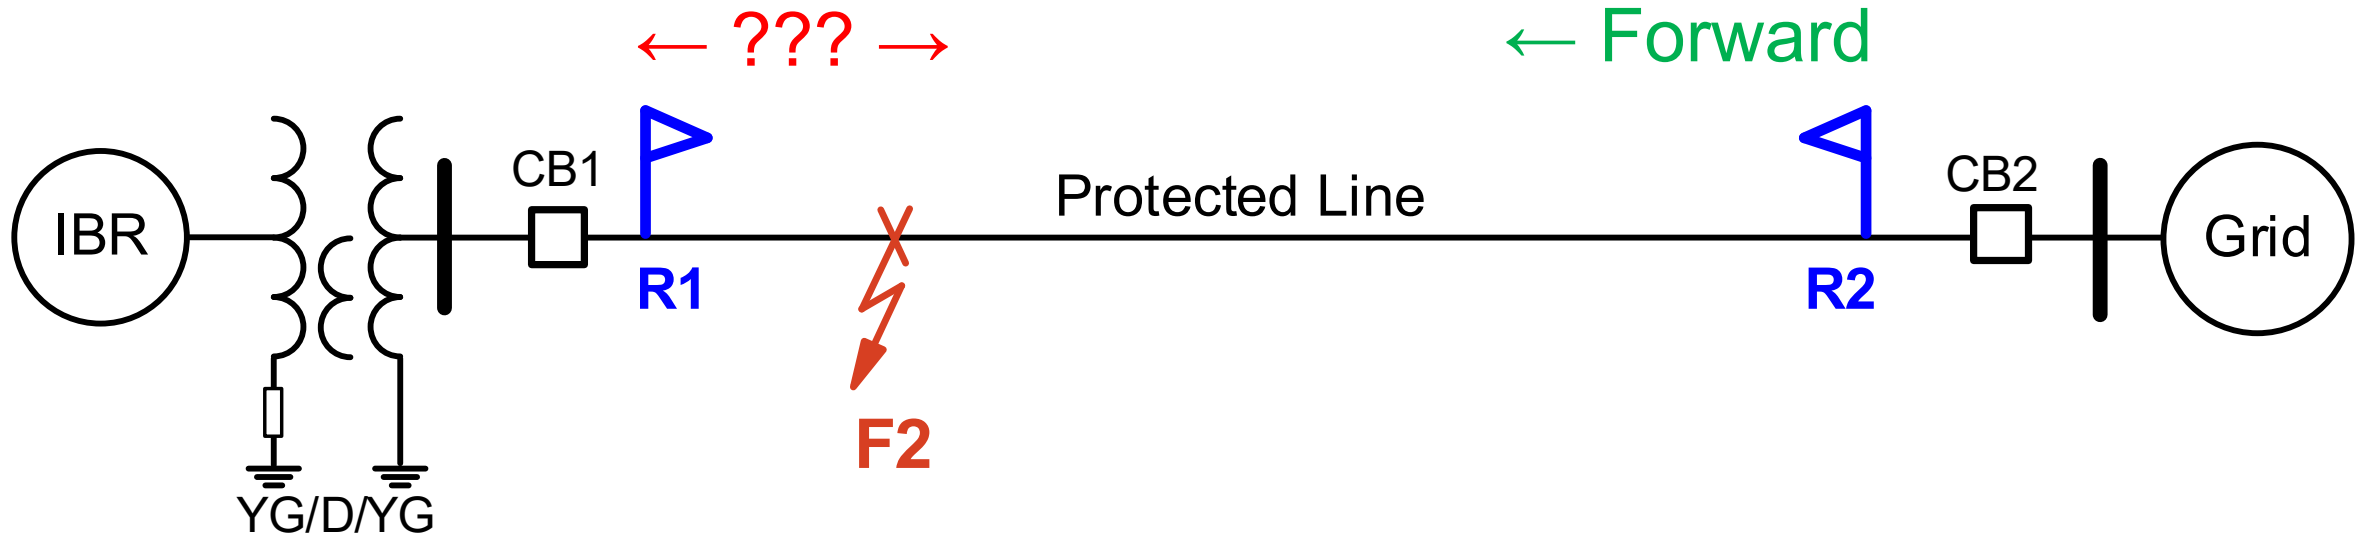 ← ??? →
← Forward
IBR
CB1
Protected Line
CB2
Grid
R1
R2
F2
YG/D/YG